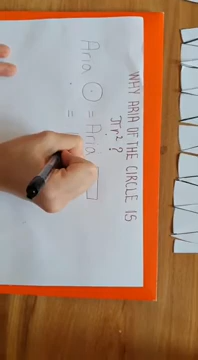 WHY ARIA OF THE CIRCLE IS
πr² ?
Aria ⊙ = Aria
=